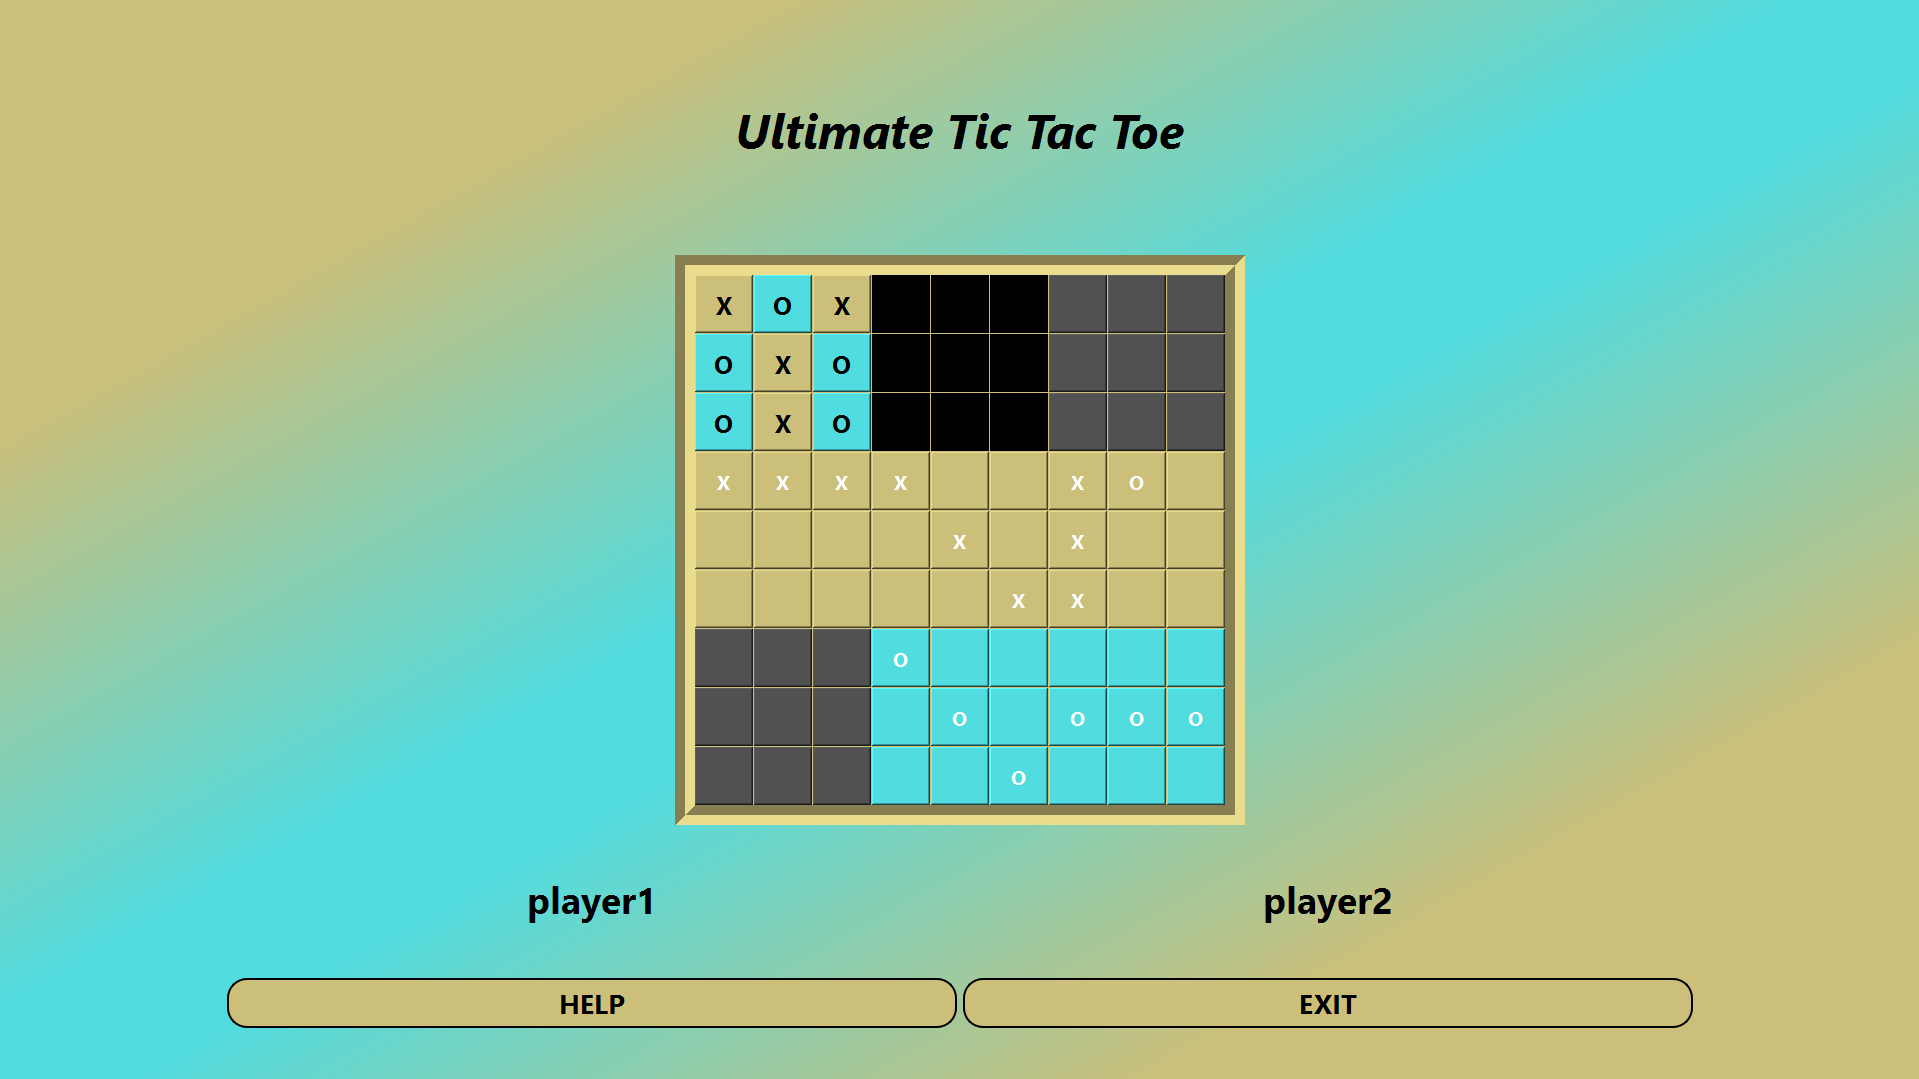 Ultimate Tic Tac Toe
X O X
O X O
O X O
X X X X X O
X X
X X
O
O O O O
O
player1 player2
HELP EXIT